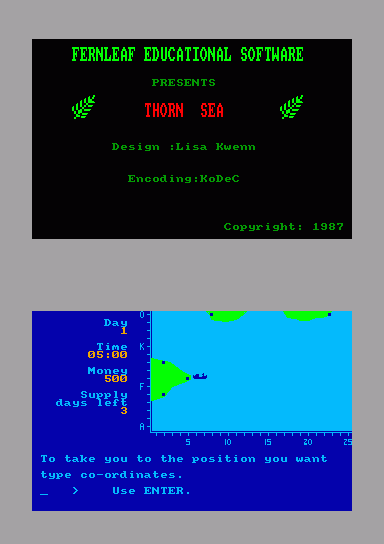 FERNLEAF EDUCATIONAL SOFTWARE
PRESENTS
THORN SEA
Design :Lisa Kwenn
Encoding:KoDeC
Copyright: 1987
Day
1
Time
05:00
Money
500
Supply
days left
3
O
K
F
A
5 10 15 20 25
To take you to the position you want
type co-ordinates.
_ > Use ENTER.